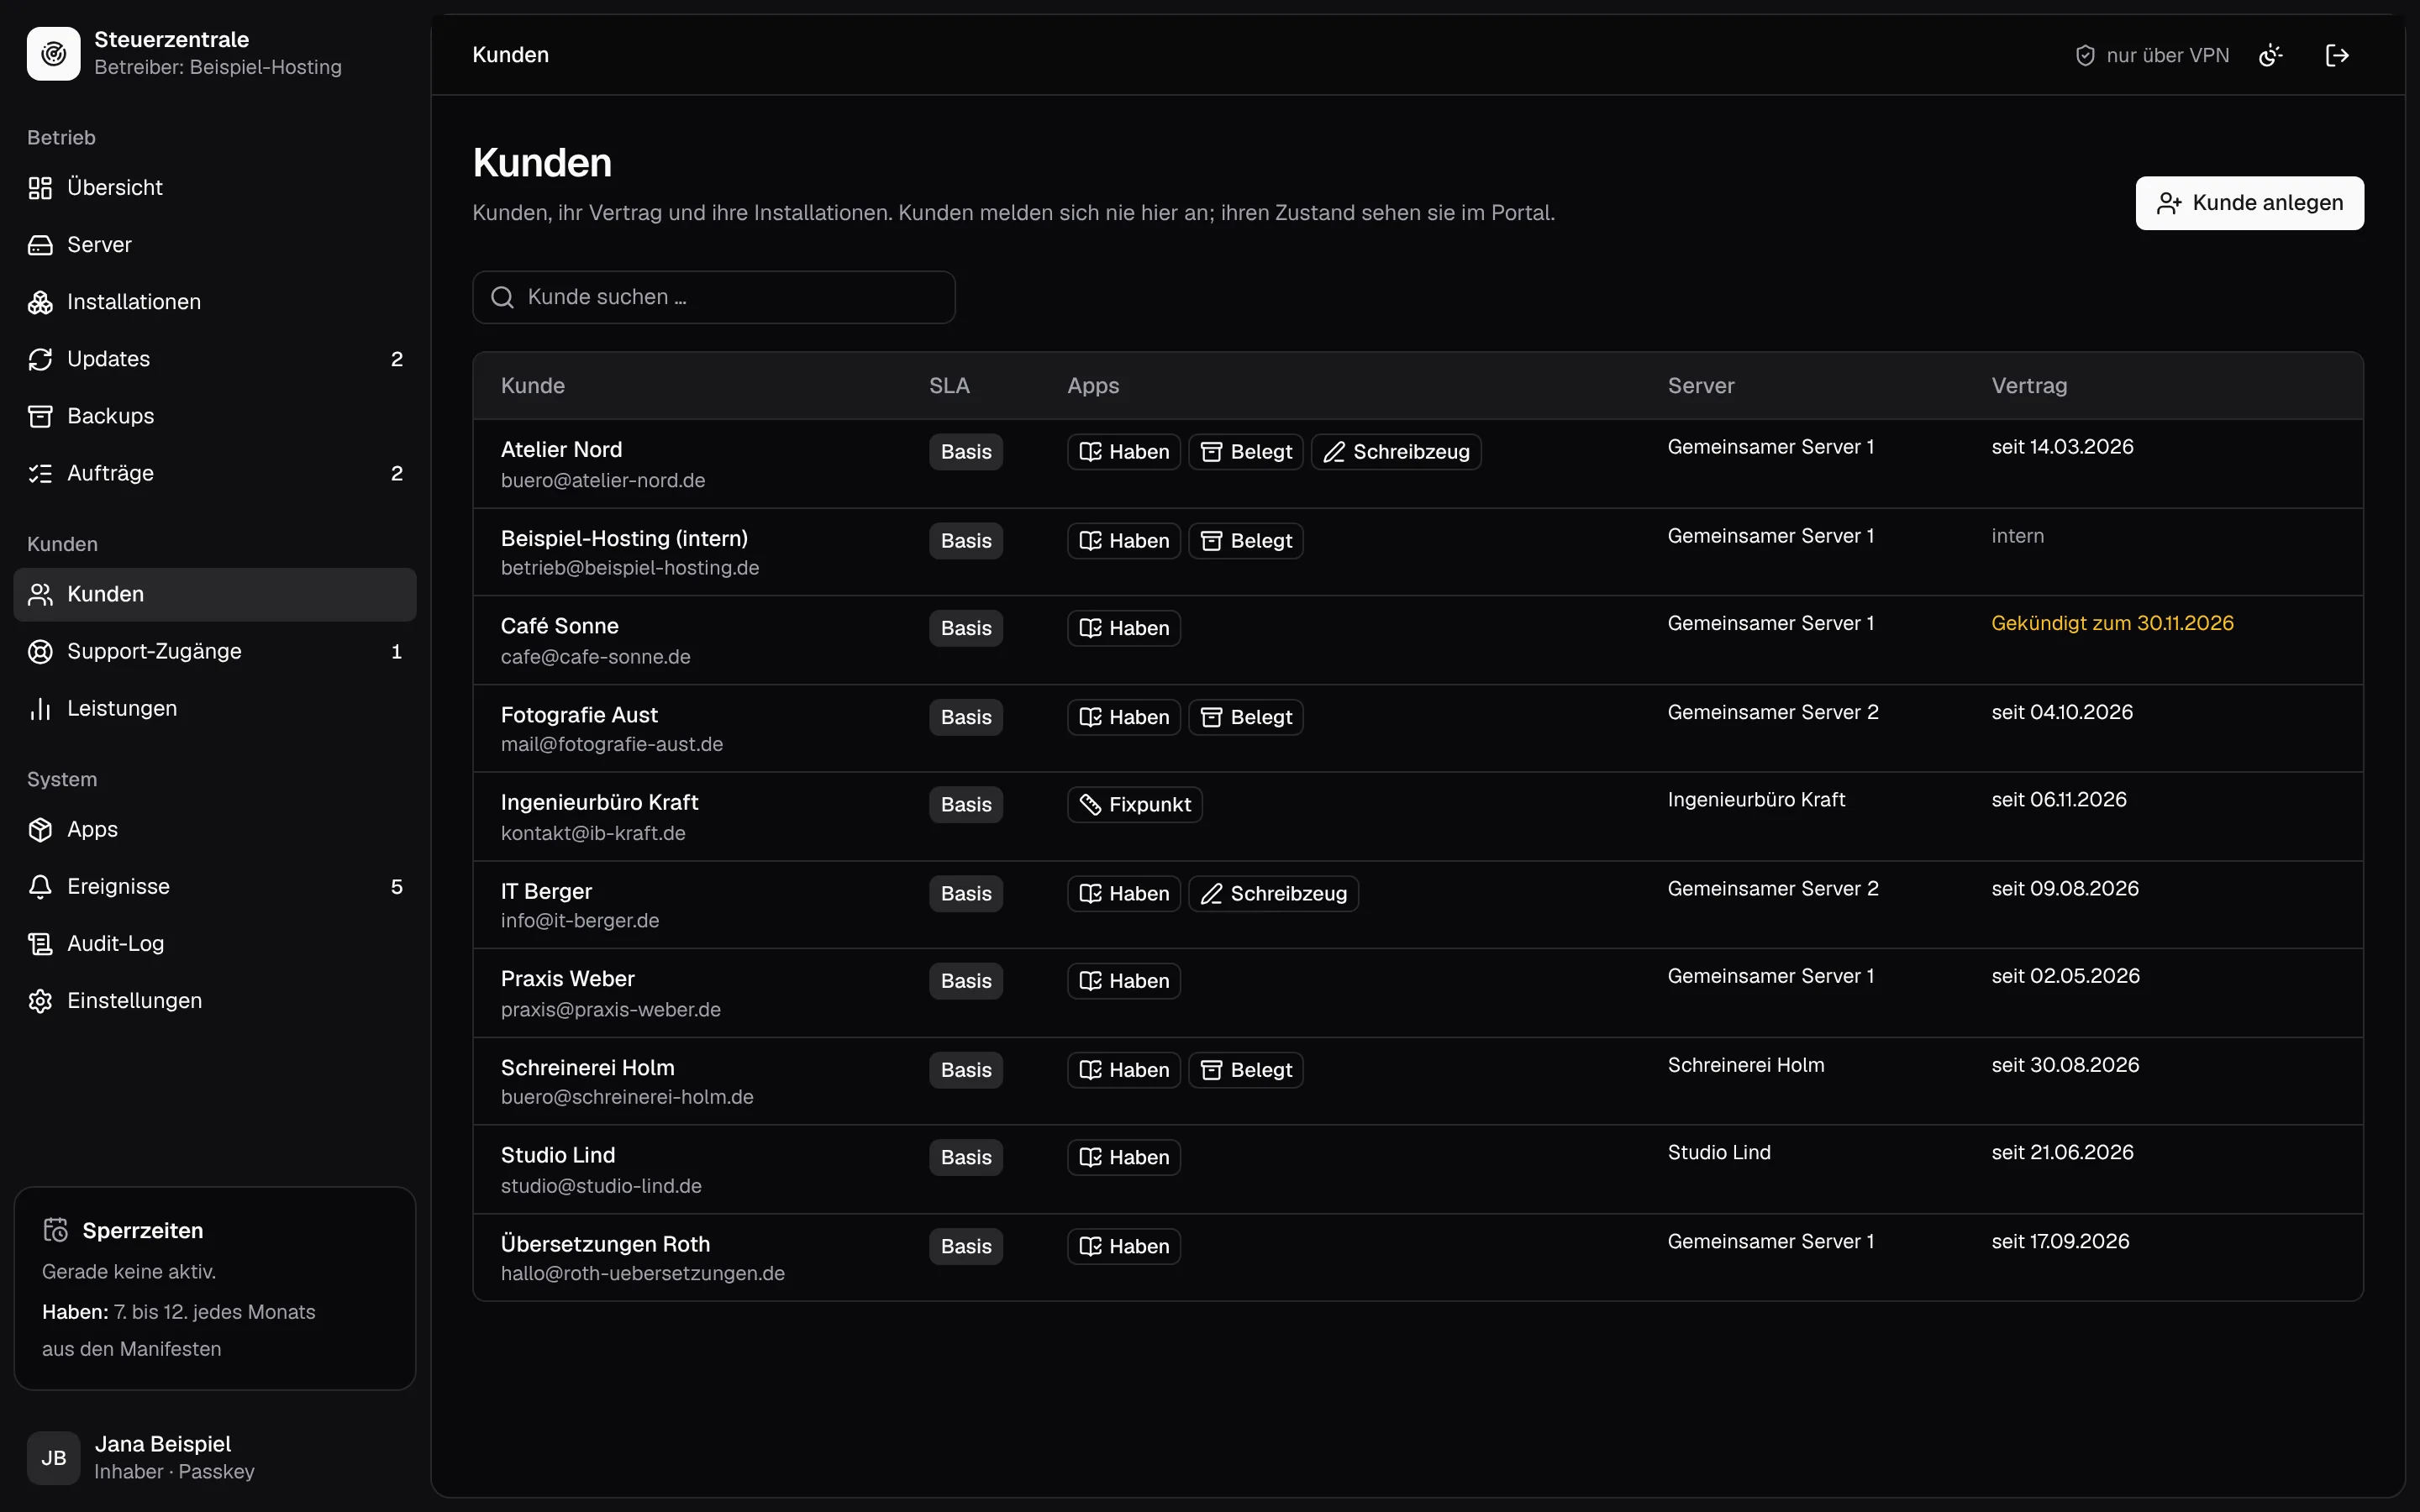 Steuerzentrale
Betreiber: Beispiel-Hosting
Betrieb
Übersicht
Server
Installationen
Updates 2
Backups
Aufträge 2
Kunden
Kunden
Support-Zugänge 1
Leistungen
System
Apps
Ereignisse 5
Audit-Log
Einstellungen
Sperrzeiten
Gerade keine aktiv.
Haben: 7. bis 12. jedes Monats
aus den Manifesten
JB
Jana Beispiel
Inhaber · Passkey
Kunden
nur über VPN
Kunden
Kunden, ihr Vertrag und ihre Installationen. Kunden melden sich nie hier an; ihren Zustand sehen sie im Portal.
Kunde anlegen
Kunde suchen ...
Kunde SLA Apps Server Vertrag
Atelier Nord Basis Haben Belegt Schreibzeug Gemeinsamer Server 1 seit 14.03.2026
buero@atelier-nord.de
Beispiel-Hosting (intern) Basis Haben Belegt Gemeinsamer Server 1 intern
betrieb@beispiel-hosting.de
Café Sonne Basis Haben Gemeinsamer Server 1 Gekündigt zum 30.11.2026
cafe@cafe-sonne.de
Fotografie Aust Basis Haben Belegt Gemeinsamer Server 2 seit 04.10.2026
mail@fotografie-aust.de
Ingenieurbüro Kraft Basis Fixpunkt Ingenieurbüro Kraft seit 06.11.2026
kontakt@ib-kraft.de
IT Berger Basis Haben Schreibzeug Gemeinsamer Server 2 seit 09.08.2026
info@it-berger.de
Praxis Weber Basis Haben Gemeinsamer Server 1 seit 02.05.2026
praxis@praxis-weber.de
Schreinerei Holm Basis Haben Belegt Schreinerei Holm seit 30.08.2026
buero@schreinerei-holm.de
Studio Lind Basis Haben Studio Lind seit 21.06.2026
studio@studio-lind.de
Übersetzungen Roth Basis Haben Gemeinsamer Server 1 seit 17.09.2026
hallo@roth-uebersetzungen.de